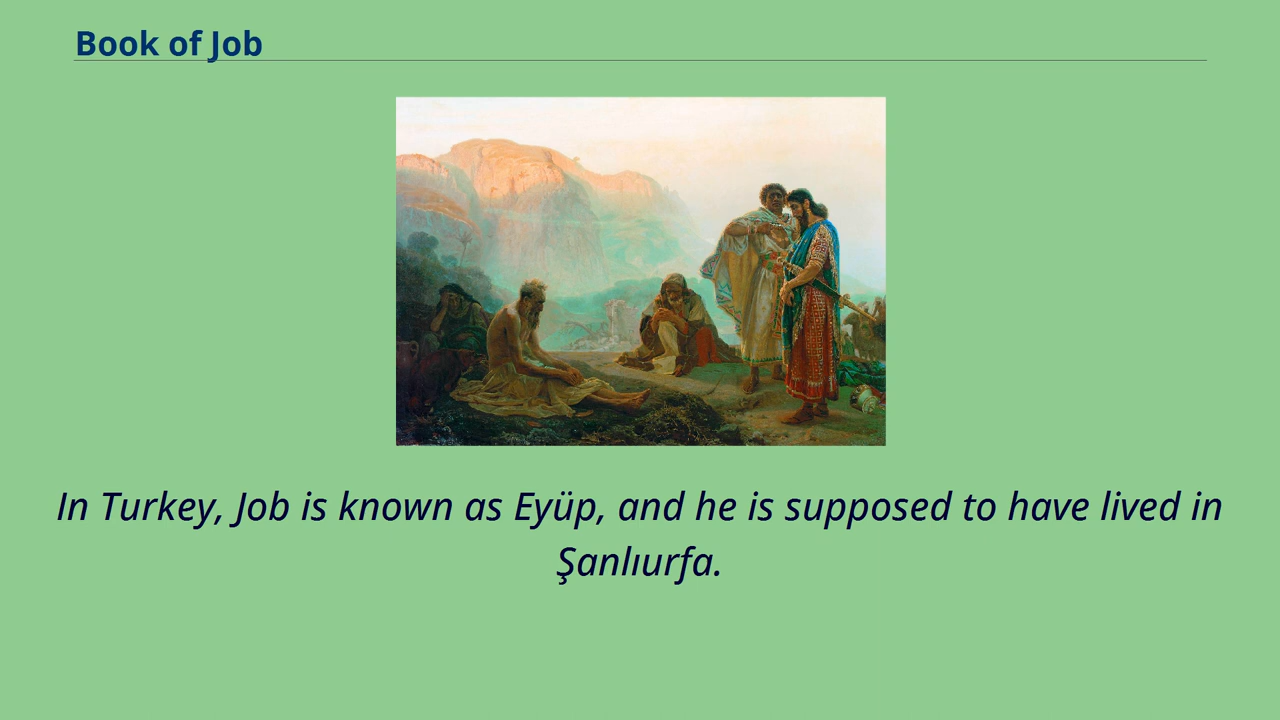 Book of Job
In Turkey, Job is known as Eyüp, and he is supposed to have lived in
Şanlıurfa.